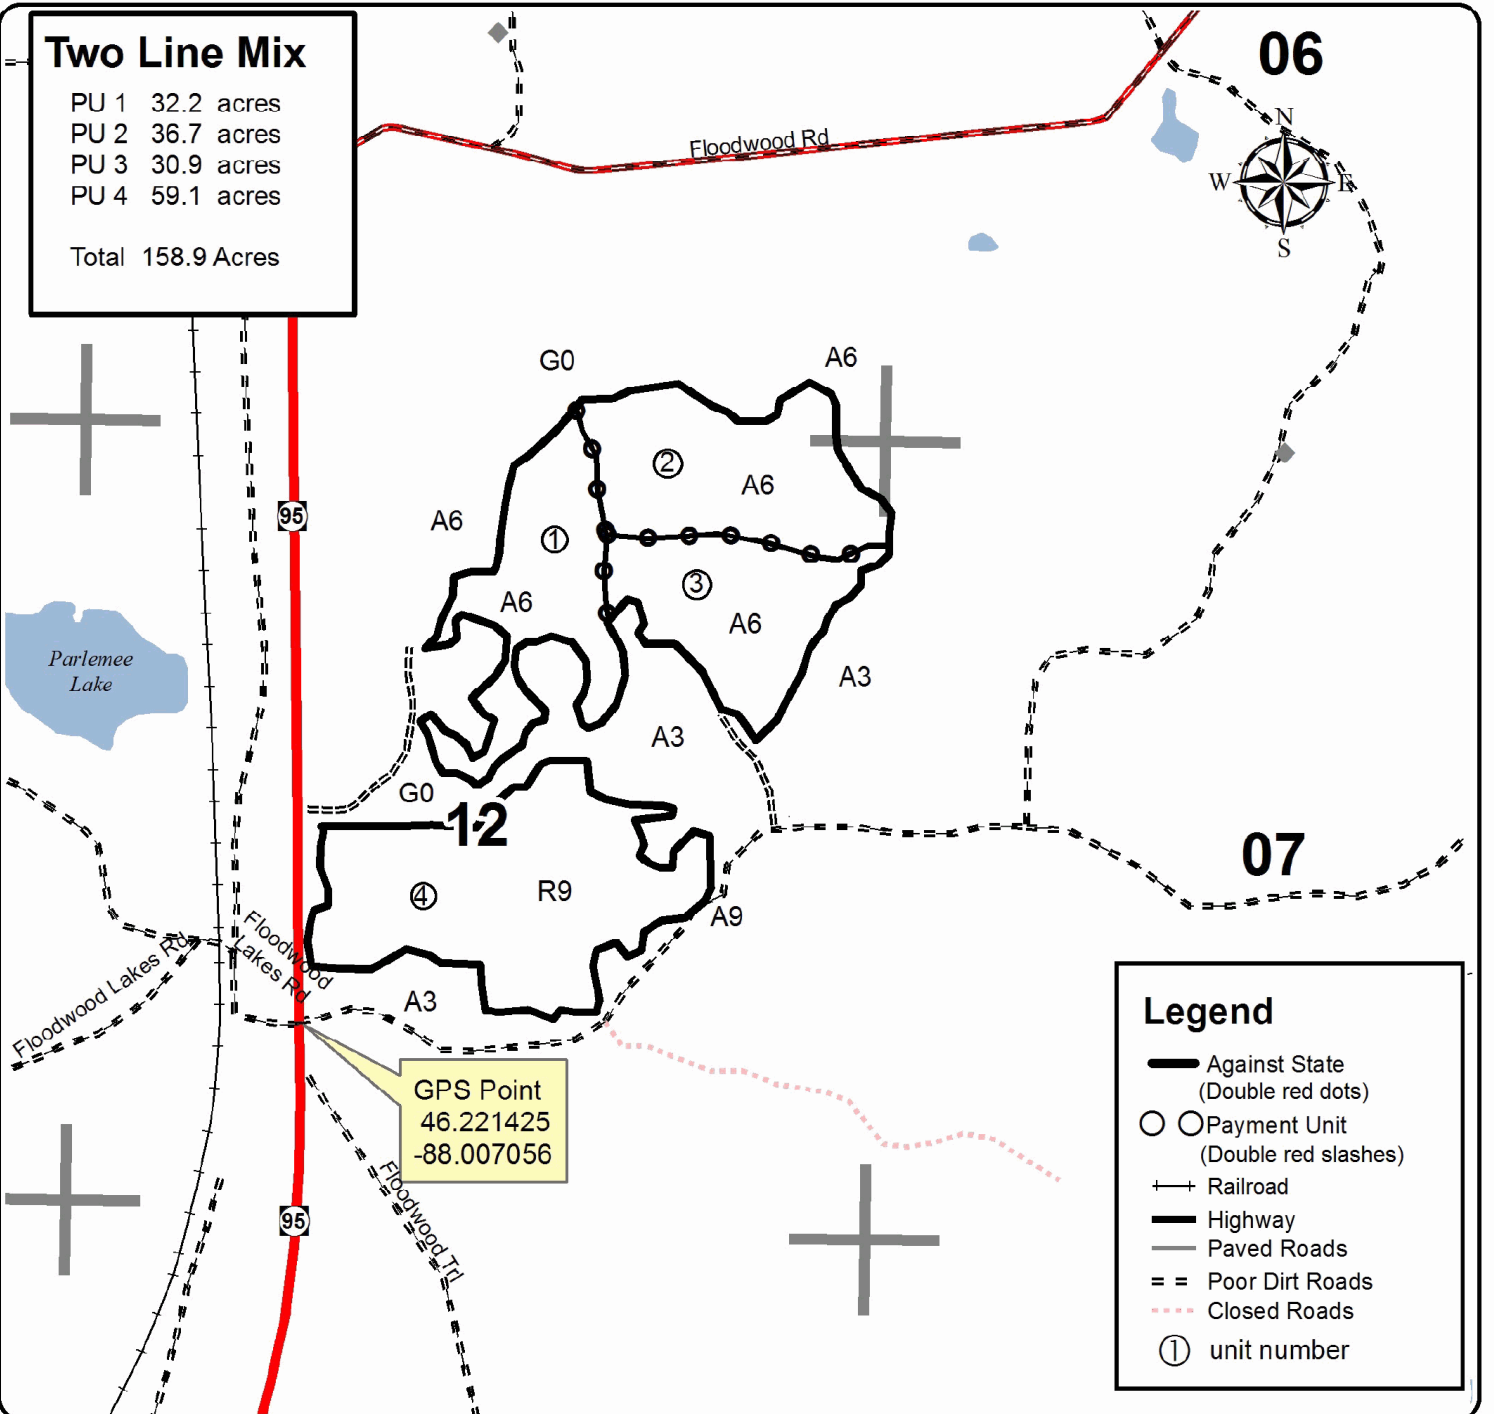 Two Line Mix
PU 1 32.2 acres
PU 2 36.7 acres
PU 3 30.9 acres
PU 4 59.1 acres
Total 158.9 Acres
06
Floodwood Rd
N
W E
S
G0
A6
2
A6
95
A6
1
3
A6
A6
Parlemee
Lake
A3
A3
G0
12
07
4
R9
A9
Floodwood
Lakes Rd
Floodwood Lakes Rd
A3
GPS Point
46.221425
-88.007056
Floodwood Trl
95
Legend
Against State
(Double red dots)
Payment Unit
(Double red slashes)
Railroad
Highway
Paved Roads
Poor Dirt Roads
Closed Roads
1 unit number